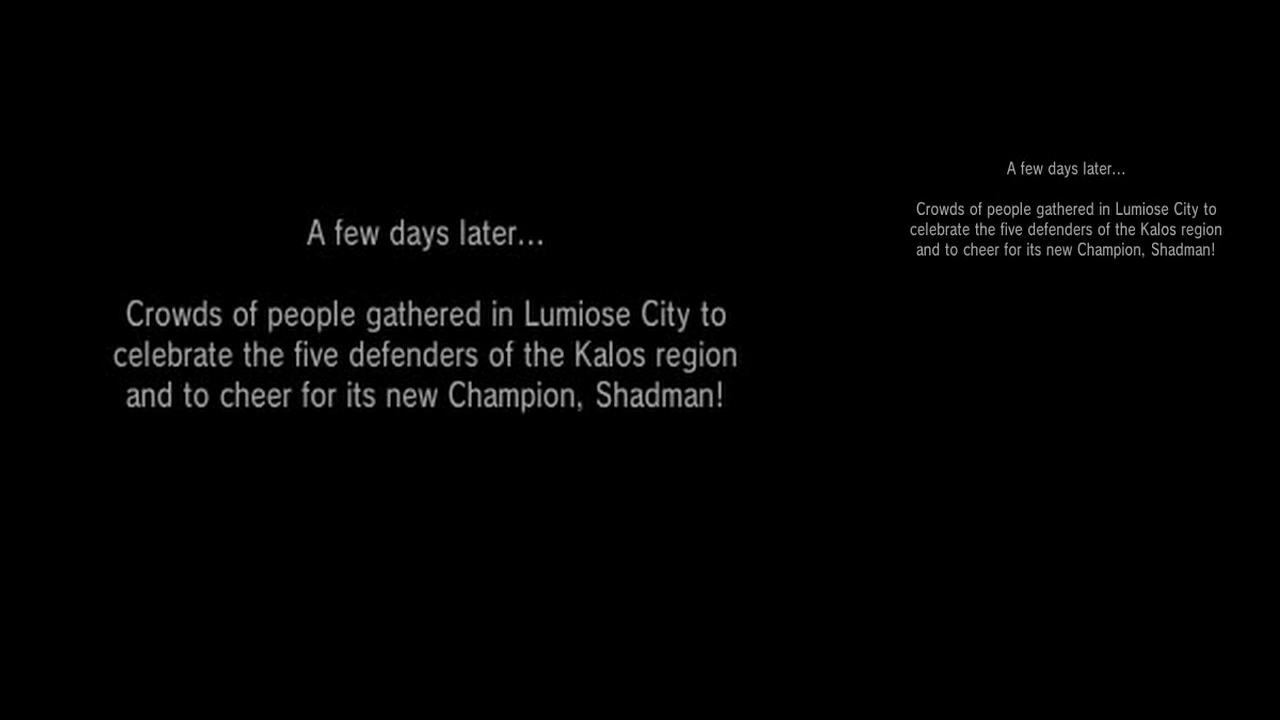 A few days later...
Crowds of people gathered in Lumiose City to
celebrate the five defenders of the Kalos region
and to cheer for its new Champion, Shadman!
A few days later...
Crowds of people gathered in Lumiose City to
celebrate the five defenders of the Kalos region
and to cheer for its new Champion, Shadman!